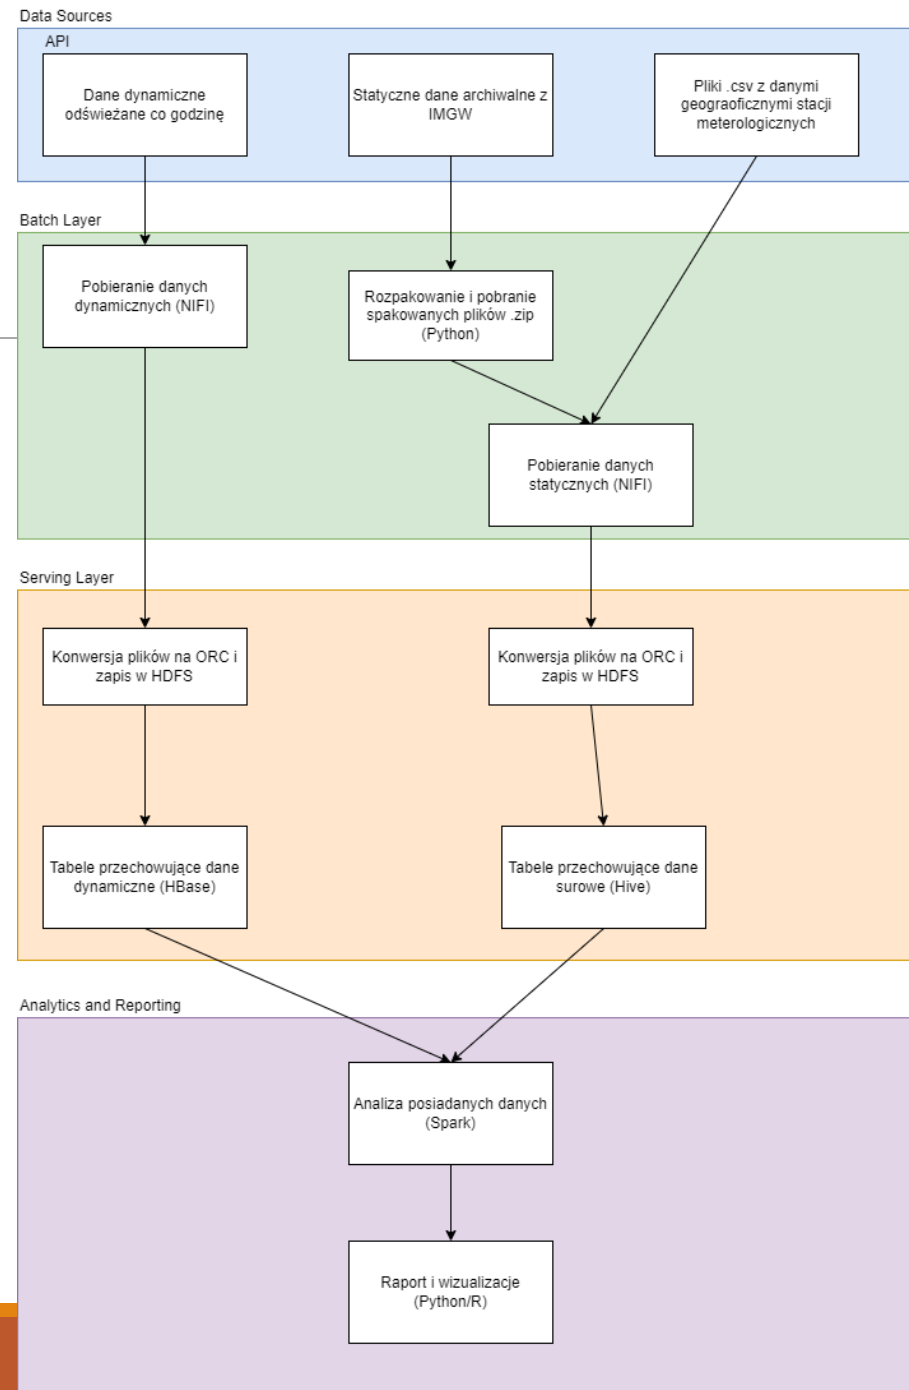 Data Sources
API
Dane dynamiczne
odświeżane co godzinę
Statyczne dane archiwalne z
IMGW
Pliki .csv z danymi
geograoficznymi stacji
meterologicznych
Batch Layer
Pobieranie danych
dynamicznych (NIFI)
Rozpakowanie i pobranie
spakowanych plików .zip
(Python)
Pobieranie danych
statycznych (NIFI)
Serving Layer
Konwersja plików na ORC i
zapis w HDFS
Konwersja plików na ORC i
zapis w HDFS
Tabele przechowujące dane
dynamiczne (HBase)
Tabele przechowujące dane
surowe (Hive)
Analytics and Reporting
Analiza posiadanych danych
(Spark)
Raport i wizualizacje
(Python/R)